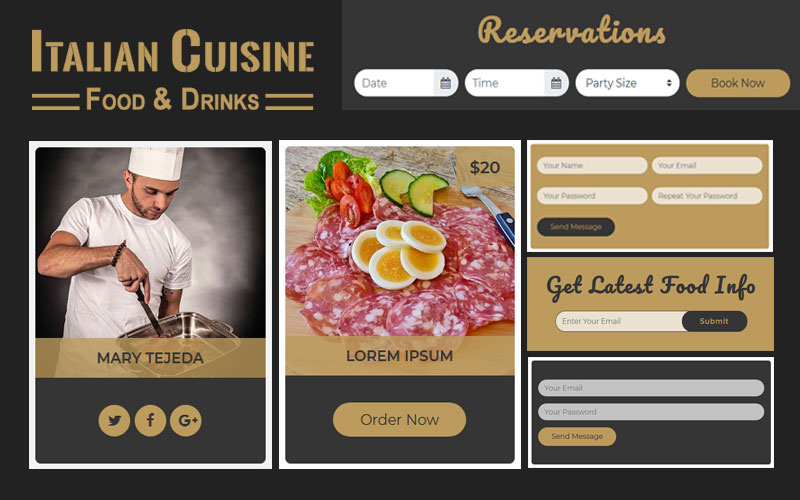 ITALIAN CUISINE
FOOD & DRINKS
Reservations
Date
Time
Party Size
Book Now
MARY TEJEDA
$20
LOREM IPSUM
Order Now
Your Name
Your Email
Your Password
Repeat Your Password
Send Message
Get Latest Food Info
Enter Your Email
Submit
Your Email
Your Password
Send Message